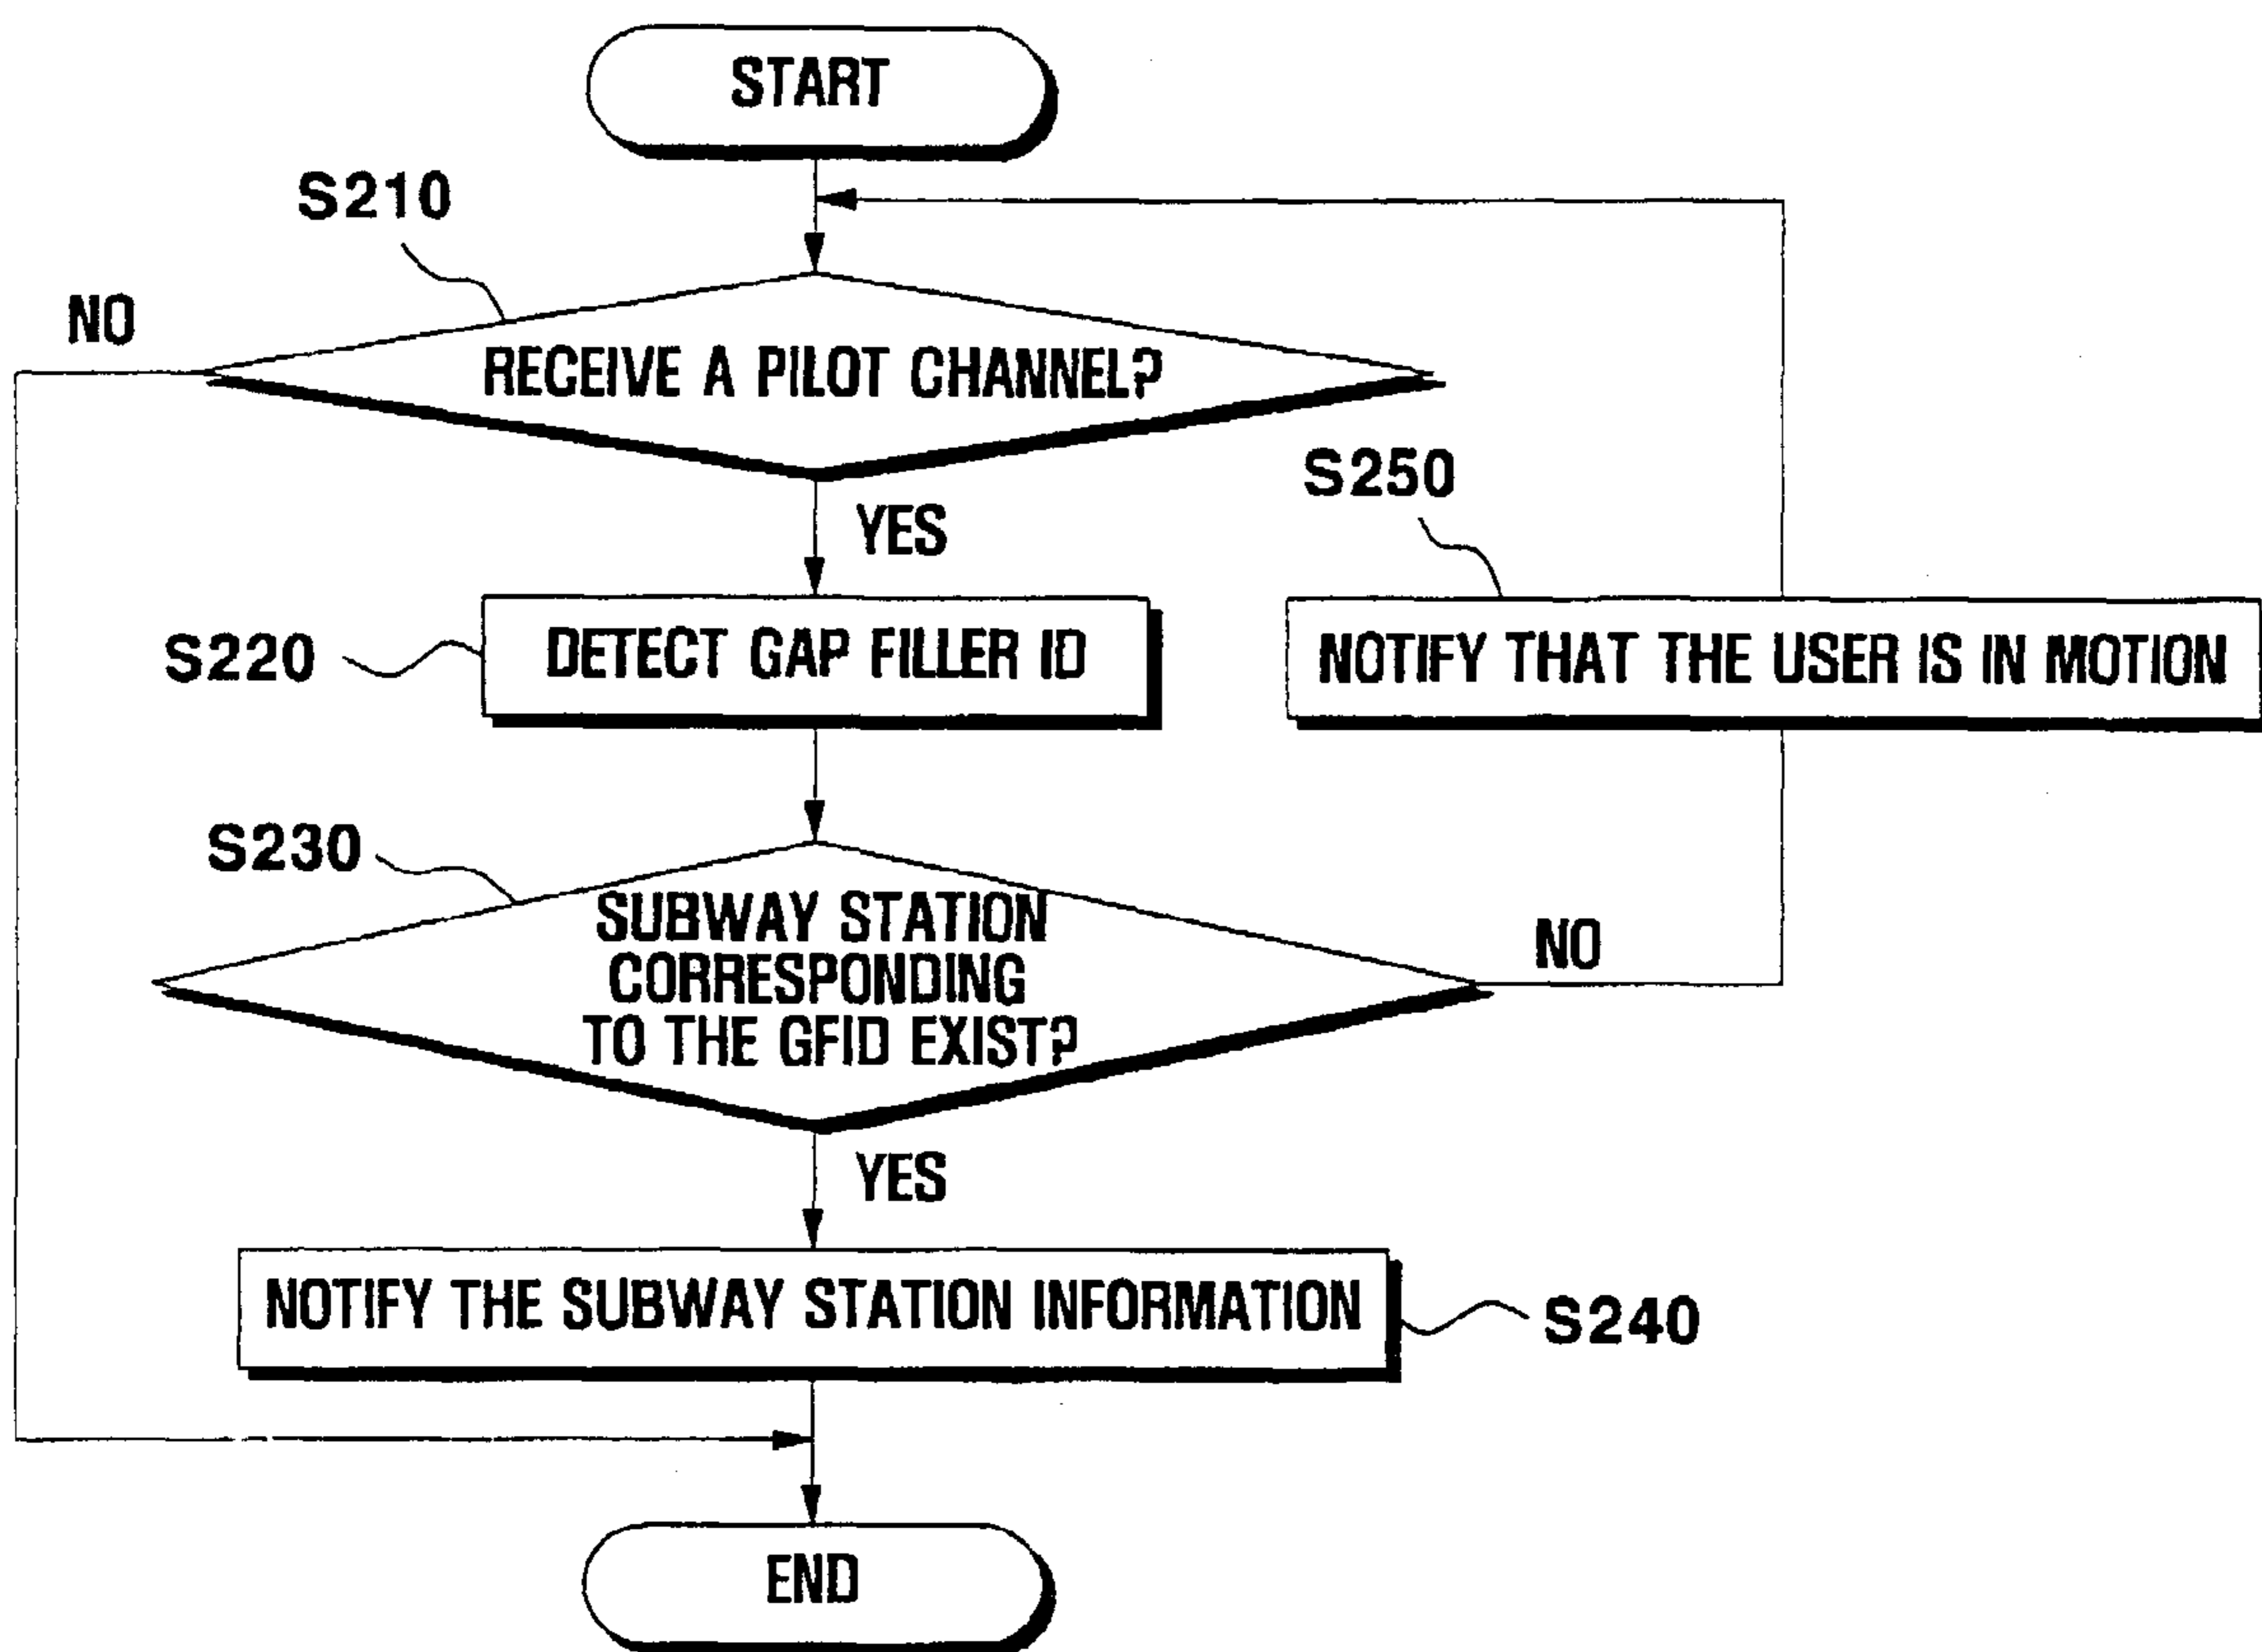 START
S210
NO
RECEIVE A PILOT CHANNEL?
YES
S220
DETECT GAP FILLER ID
S250
NOTIFY THAT THE USER IS IN MOTION
S230
SUBWAY STATION
CORRESPONDING
TO THE GFID EXIST?
NO
YES
NOTIFY THE SUBWAY STATION INFORMATION
S240
END